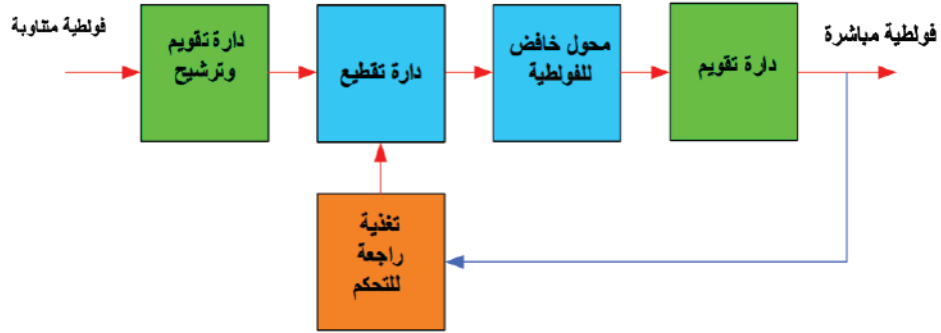 فولطية متناوبة
دارة تقويم
وترشيح
دارة تقطيع
محول خافض
للفولطية
دارة تقويم
فولطية مباشرة
تغذية
راجعة
للتحكم